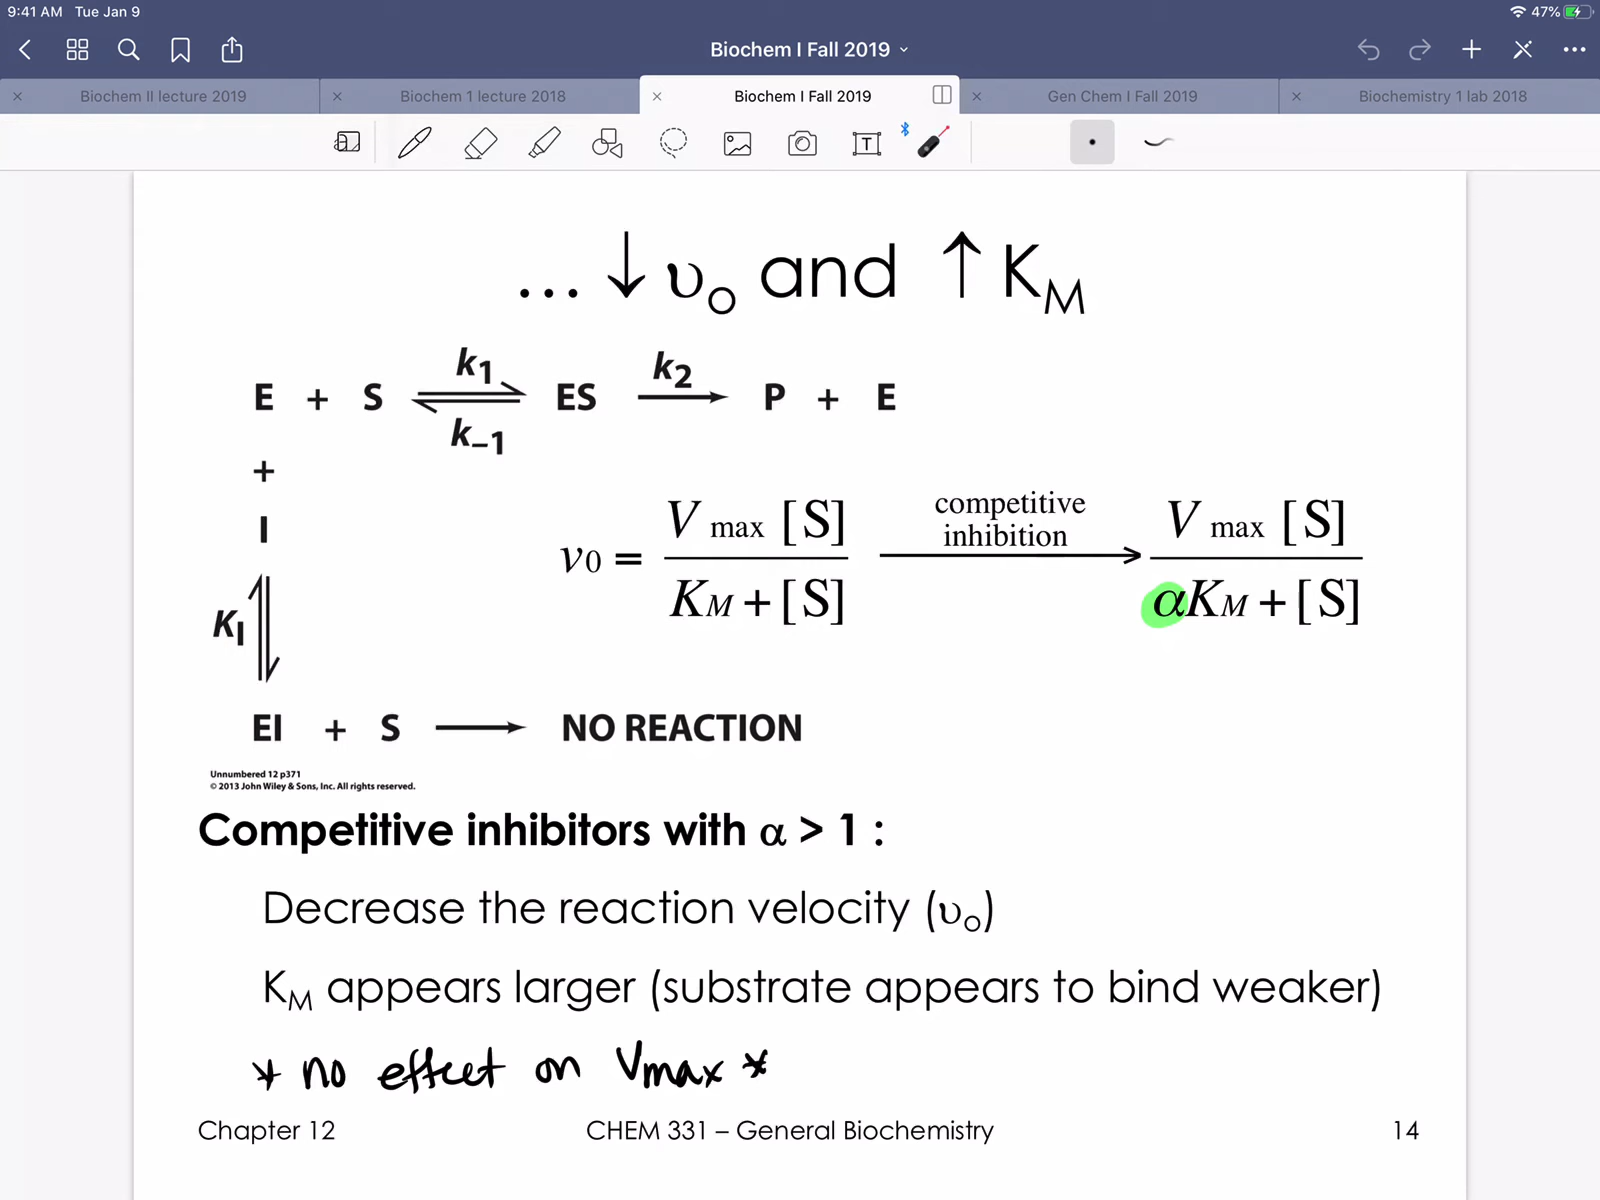 9:41 AM Tue Jan 9
47%
Biochem I Fall 2019
Biochem II lecture 2019
Biochem 1 lecture 2018
Biochem I Fall 2019
Gen Chem I Fall 2019
Biochemistry 1 lab 2018
a
T
... ↓ υo and ↑ KM
k1
E + S ⇌ ES → P + E
k2
k−1
+
I
KI
v0 = Vmax [S] / KM + [S]
competitive
inhibition
Vmax [S] / αKM + [S]
EI + S → NO REACTION
Unnumbered 12 p371
© 2013 John Wiley & Sons, Inc. All rights reserved.
Competitive inhibitors with α > 1 :
Decrease the reaction velocity (υo)
KM appears larger (substrate appears to bind weaker)
* no effect on Vmax *
Chapter 12
CHEM 331 – General Biochemistry
14